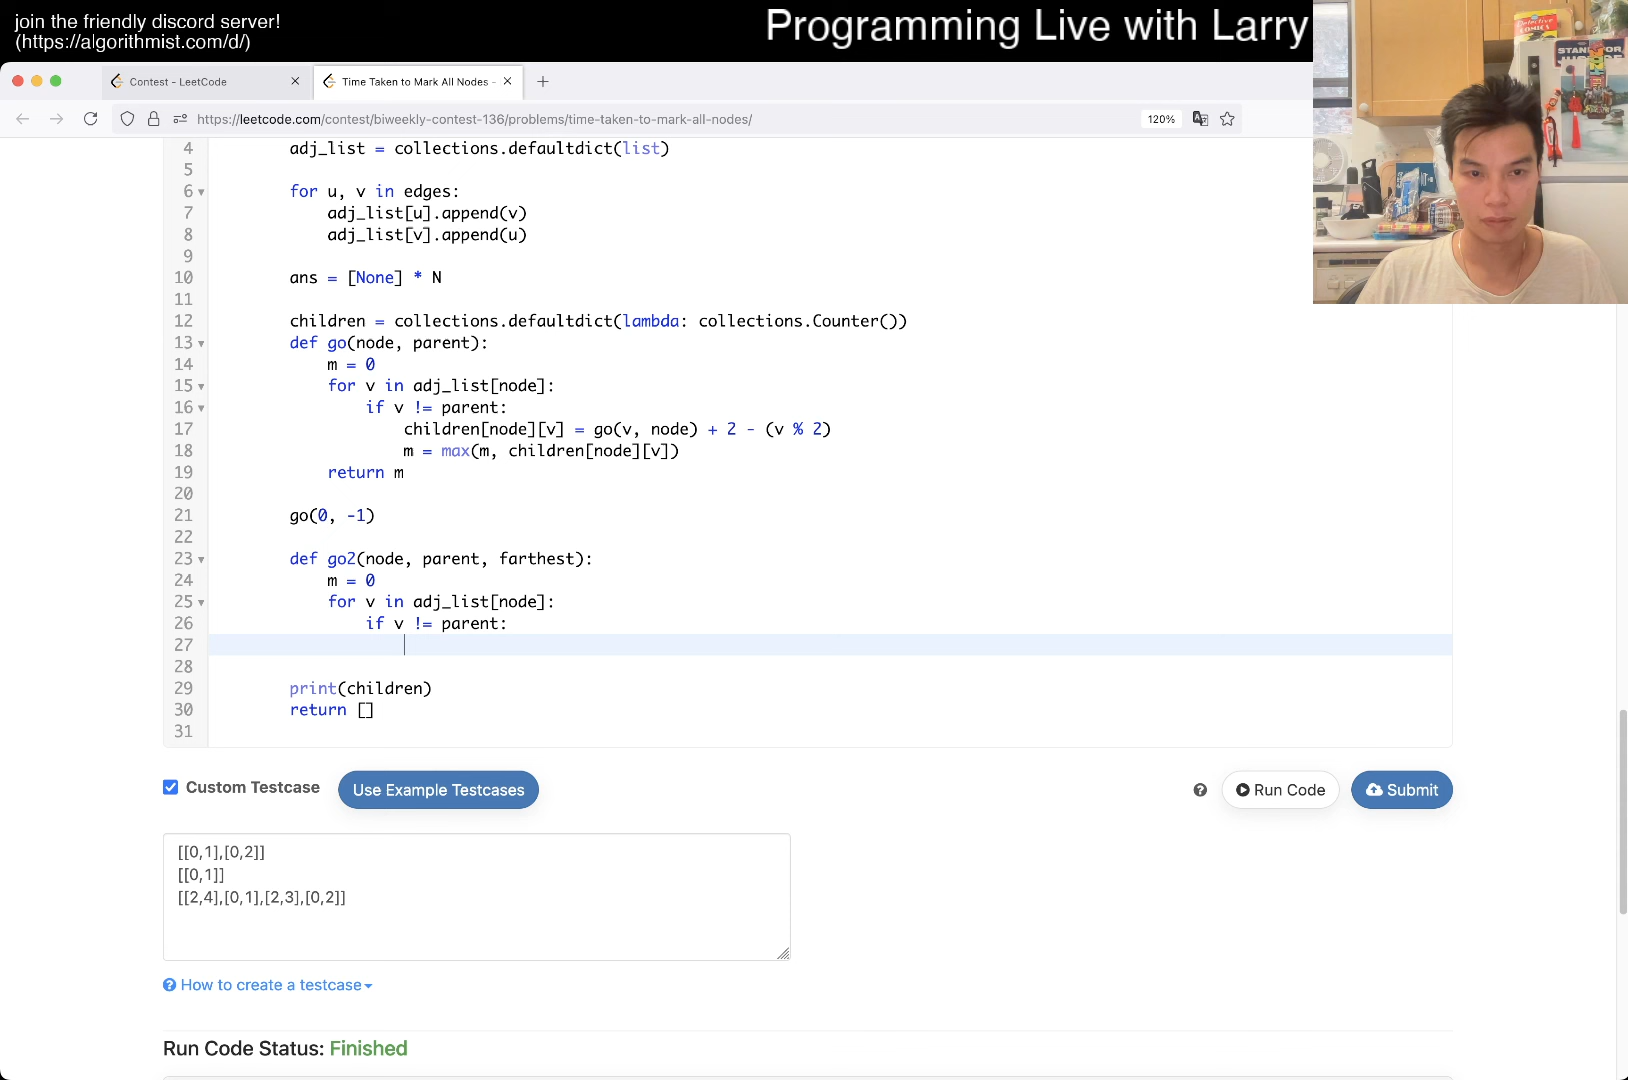 join the friendly discord server!
(https://algorithmist.com/d/)
Programming Live with Larry
Contest - LeetCode
Time Taken to Mark All Nodes -
https://leetcode.com/contest/biweekly-contest-136/problems/time-taken-to-mark-all-nodes/
120%
4 adj_list = collections.defaultdict(list)
5
6 for u, v in edges:
7 adj_list[u].append(v)
8 adj_list[v].append(u)
9
10 ans = [None] * N
11
12 children = collections.defaultdict(lambda: collections.Counter())
13 def go(node, parent):
14 m = 0
15 for v in adj_list[node]:
16 if v != parent:
17 children[node][v] = go(v, node) + 2 - (v % 2)
18 m = max(m, children[node][v])
19 return m
20
21 go(0, -1)
22
23 def go2(node, parent, farthest):
24 m = 0
25 for v in adj_list[node]:
26 if v != parent:
27
28
29 print(children)
30 return []
31
Custom Testcase
Use Example Testcases
Run Code
Submit
[[0,1],[0,2]]
[[0,1]]
[[2,4],[0,1],[2,3],[0,2]]
How to create a testcase
Run Code Status: Finished